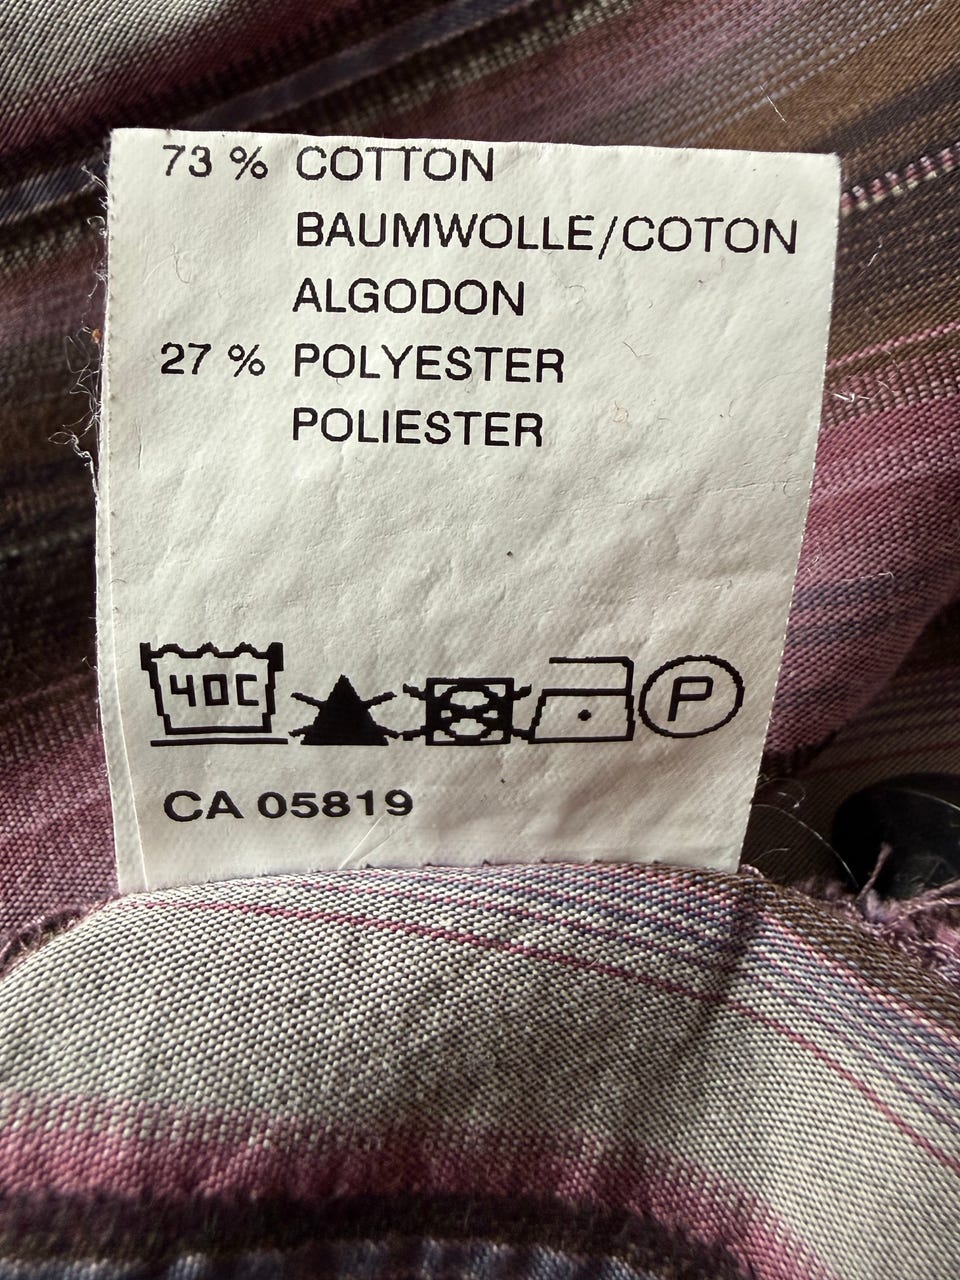 73 % COTTON
BAUMWOLLE/COTON
ALGODON
27 % POLYESTER
POLIESTER
40C P
CA 05819